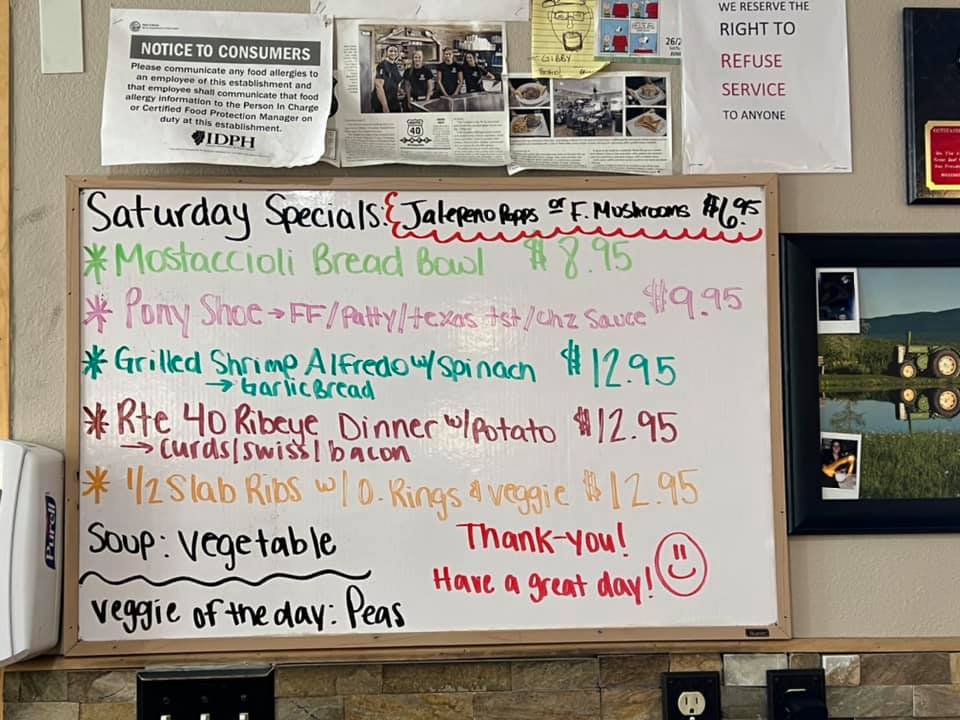 NOTICE TO CONSUMERS
Please communicate any food allergies to
an employee of this establishment and
that employee shall communicate that food
allergy information to the Person In Charge
or Certified Food Protection Manager on
duty at this establishment.
IDPH
40
GIBBY
26/2
WE RESERVE THE
RIGHT TO
REFUSE
SERVICE
TO ANYONE
Saturday Specials: Jalepeno Popps or F. Mushrooms $6.95
* Mostaccioli Bread Bowl $8.95
* Pony Shoe → FF/Patty/texas tst/chz Sauce $9.95
* Grilled Shrimp Alfredo w/ Spinach $12.95
→ Garlic Bread
* Rte 40 Ribeye Dinner w/Potato $12.95
→ curds/swiss/bacon
* 1/2 Slab Ribs w/ O. Rings & veggie $12.95
Soup: vegetable
Thank-you!
Have a great day!
veggie of the day: Peas
Purell